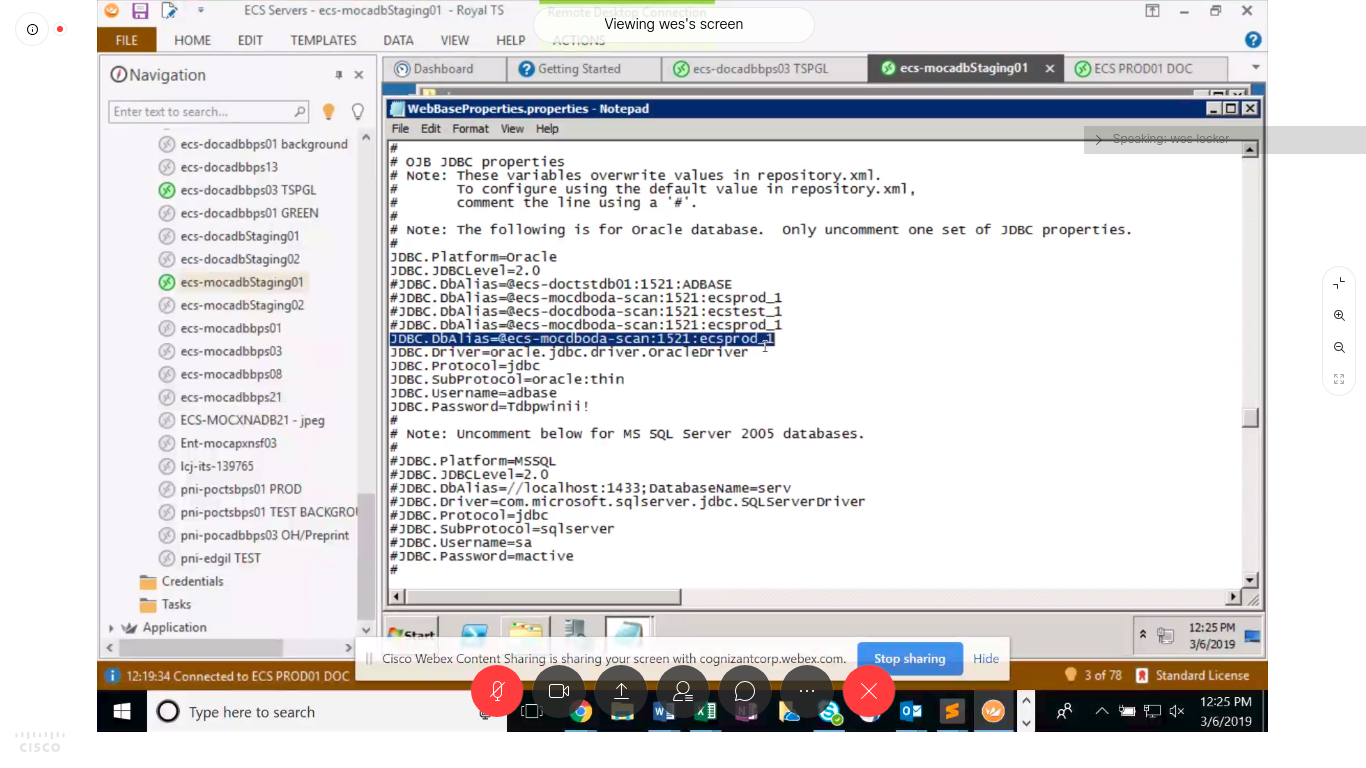 ECS Servers - ecs-mocadbStaging01 - Royal TS
Remote Desktop Connection
Viewing wes's screen
FILE HOME EDIT TEMPLATES DATA VIEW HELP ACTIONS
Navigation
Dashboard
Getting Started
ecs-docadbbps03 TSPGL
ecs-mocadbStaging01
ECS PROD01 DOC
Enter text to search...
ecs-docadbbps01 background
ecs-docadbbps13
ecs-docadbbps03 TSPGL
ecs-docadbbps01 GREEN
ecs-docadbStaging01
ecs-docadbStaging02
ecs-mocadbStaging01
ecs-mocadbStaging02
ecs-mocadbbps01
ecs-mocadbbps03
ecs-mocadbbps08
ecs-mocadbbps21
ECS-MOCXNADB21 - jpeg
Ent-mocapxnsf03
lcj-its-139765
pni-poctsbps01 PROD
pni-poctsbps01 TEST BACKGROU
pni-pocadbbps03 OH/Preprint
pni-edgil TEST
Credentials
Tasks
Application
WebBaseProperties.properties - Notepad
File Edit Format View Help
Speaking: wes locker
#
# OJB JDBC properties
# Note: These variables overwrite values in repository.xml.
# To configure using the default value in repository.xml,
# comment the line using a '#'.
#
# Note: The following is for Oracle database. Only uncomment one set of JDBC properties.
#
JDBC.Platform=Oracle
JDBC.JDBCLevel=2.0
#JDBC.DbAlias=@ecs-doctstdb01:1521:ADBASE
#JDBC.DbAlias=@ecs-mocdboda-scan:1521:ecsprod_1
#JDBC.DbAlias=@ecs-mocdboda-scan:1521:ecstest_1
#JDBC.DbAlias=@ecs-mocdboda-scan:1521:ecsprod_1
JDBC.DbAlias=@ecs-mocdboda-scan:1521:ecsprod_1
JDBC.Driver=oracle.jdbc.driver.OracleDriver
JDBC.Protocol=jdbc
JDBC.SubProtocol=oracle:thin
JDBC.Username=adbase
JDBC.Password=Tdbpwinii!
#
# Note: Uncomment below for MS SQL Server 2005 databases.
#
#JDBC.Platform=MSSQL
#JDBC.JDBCLevel=2.0
#JDBC.DbAlias=//localhost:1433;DatabaseName=serv
#JDBC.Driver=com.microsoft.sqlserver.jdbc.SQLServerDriver
#JDBC.Protocol=jdbc
#JDBC.SubProtocol=sqlserver
#JDBC.Username=sa
#JDBC.Password=mactive
#
Start
12:25 PM
3/6/2019
Cisco Webex Content Sharing is sharing your screen with cognizantcorp.webex.com.
Stop sharing
Hide
12:19:34 Connected to ECS PROD01 DOC
3 of 78
Standard License
Type here to search
12:25 PM
3/6/2019
CISCO